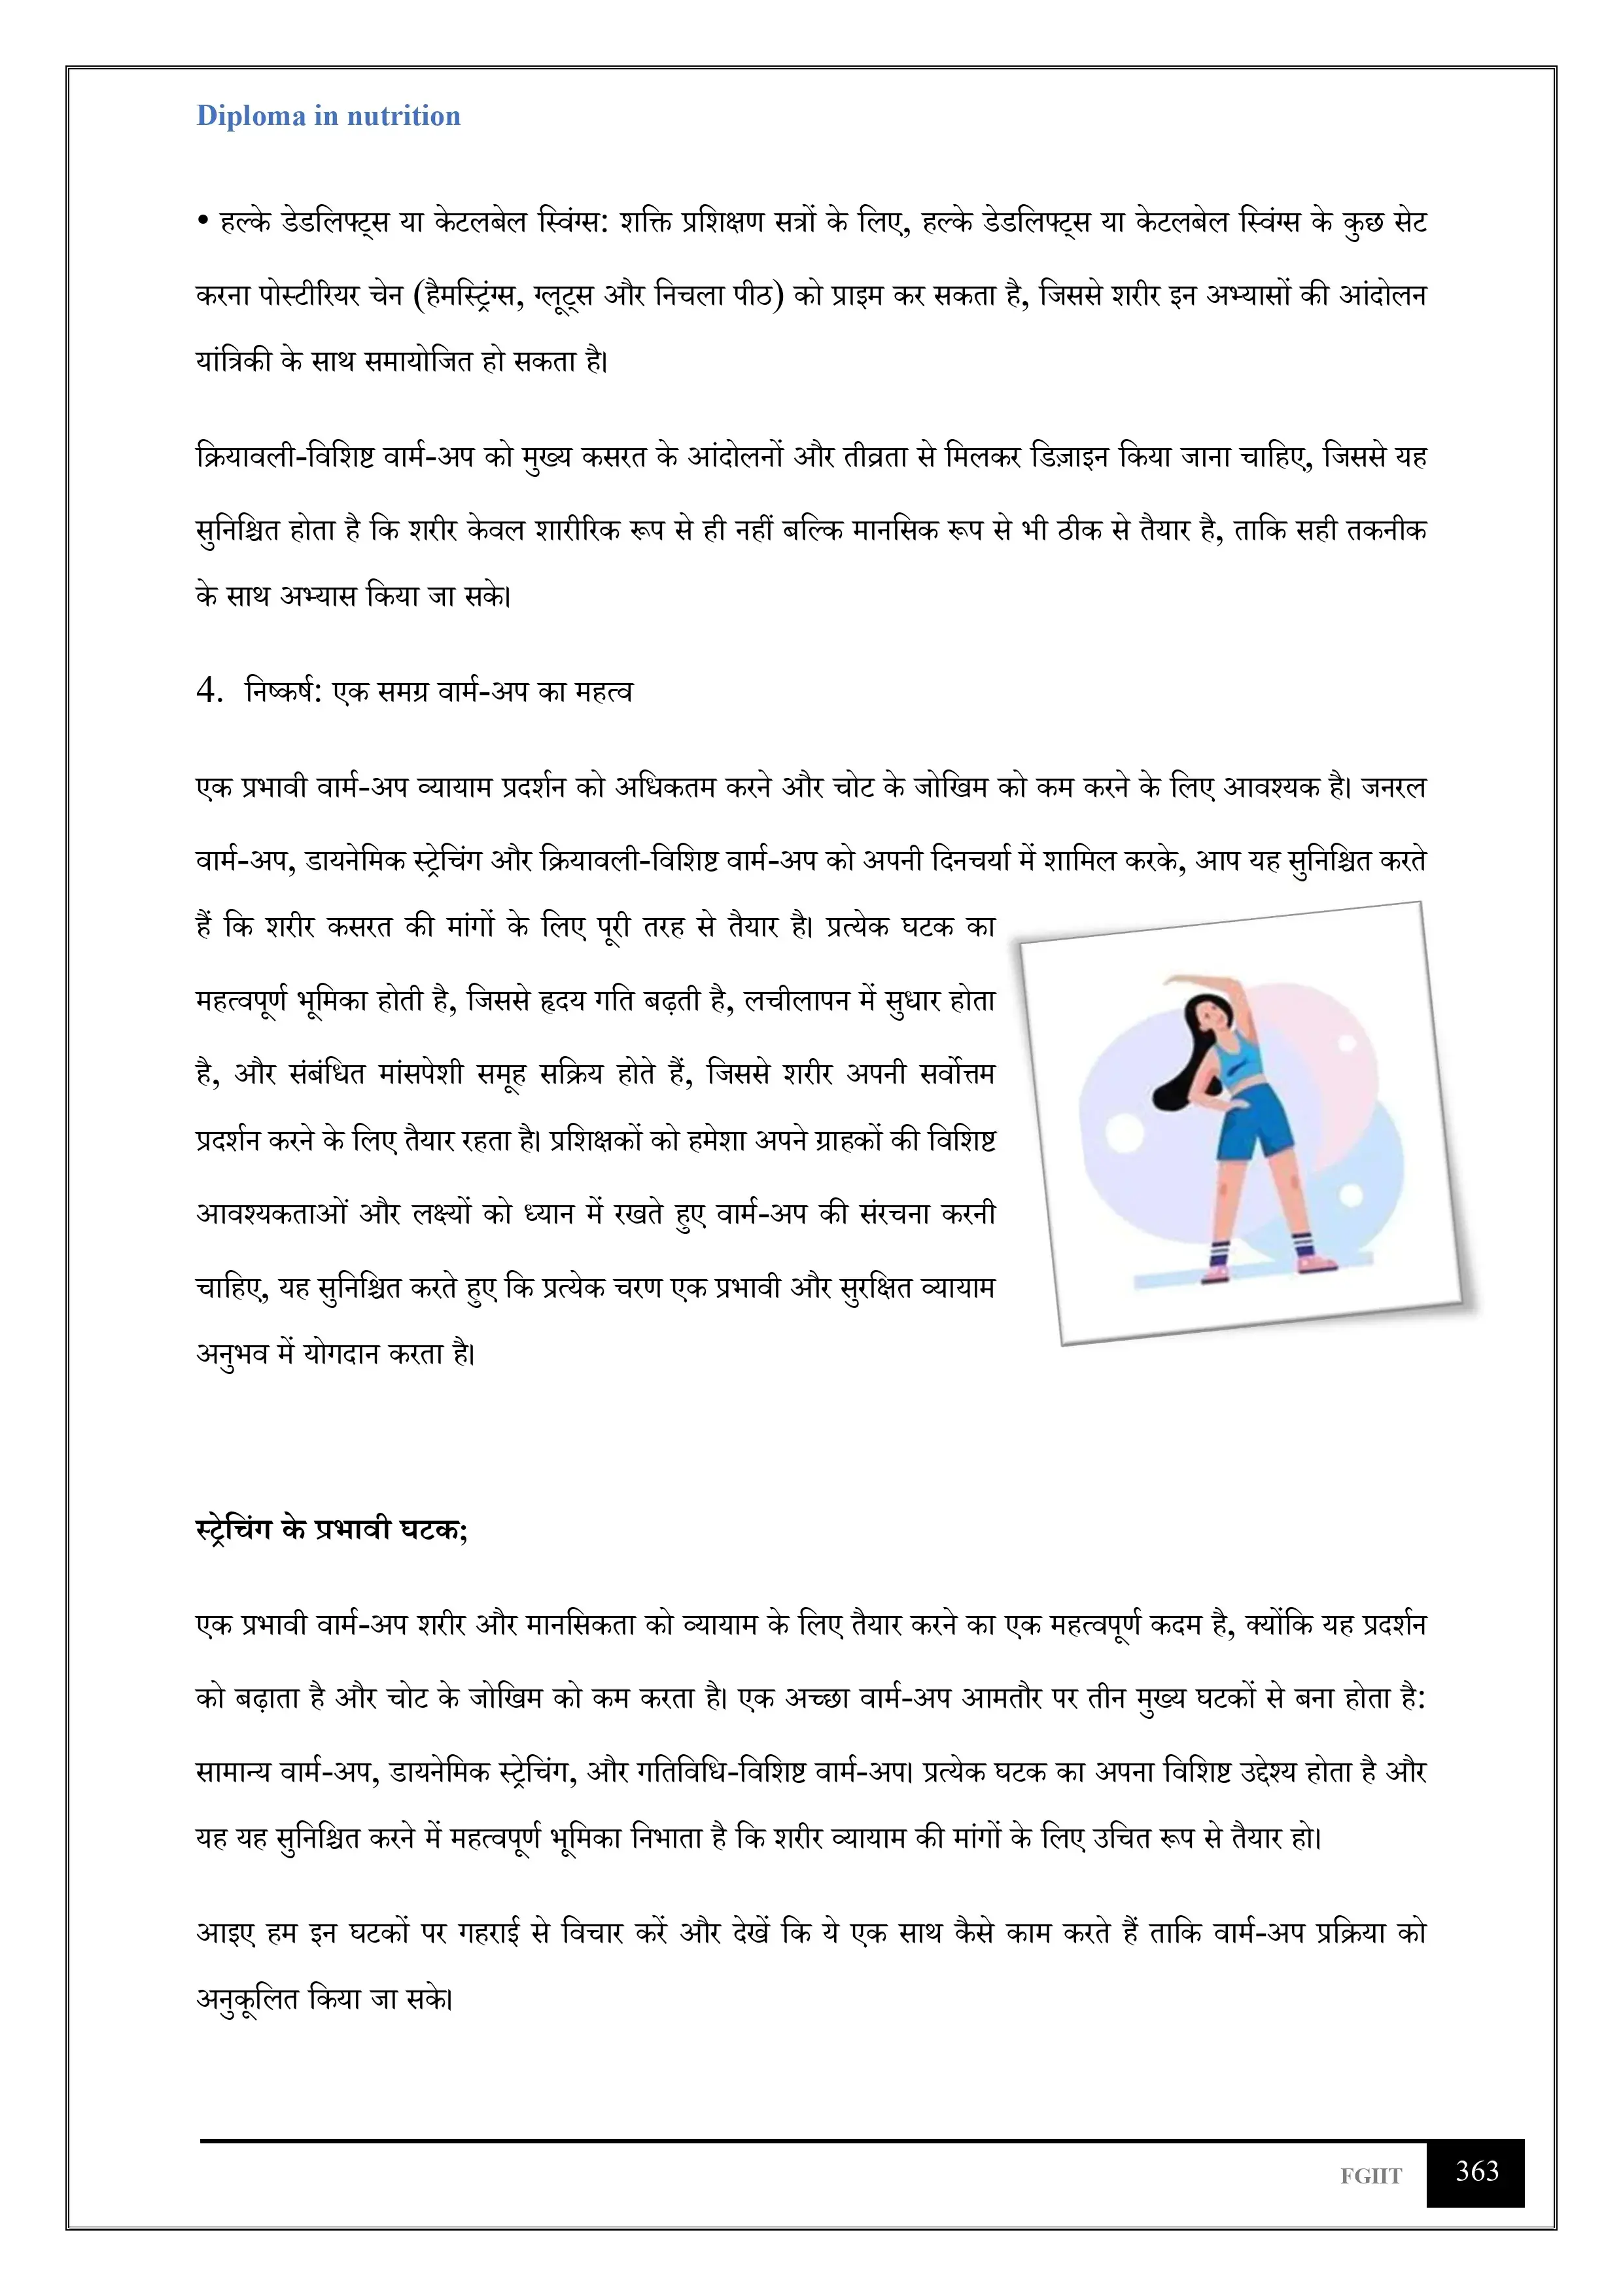 Diploma in nutrition
• हल्के डेडलिफ्ट्स या केटलबेल स्विंग्स: शक्ति प्रशिक्षण सत्रों के लिए, हल्के डेडलिफ्ट्स या केटलबेल स्विंग्स के कुछ सेट
करना पोस्टीरियर चेन (हैमस्ट्रिंग्स, ग्लूट्स और निचला पीठ) को प्राइम कर सकता है, जिससे शरीर इन अभ्यासों की आंदोलन
यांत्रिकी के साथ समायोजित हो सकता है।
क्रियावली-विशिष्ट वार्म-अप को मुख्य कसरत के आंदोलनों और तीव्रता से मिलकर डिज़ाइन किया जाना चाहिए, जिससे यह
सुनिश्चित होता है कि शरीर केवल शारीरिक रूप से ही नहीं बल्कि मानसिक रूप से भी ठीक से तैयार है, ताकि सही तकनीक
के साथ अभ्यास किया जा सके।
4. निष्कर्ष: एक समग्र वार्म-अप का महत्व
एक प्रभावी वार्म-अप व्यायाम प्रदर्शन को अधिकतम करने और चोट के जोखिम को कम करने के लिए आवश्यक है। जनरल
वार्म-अप, डायनेमिक स्ट्रेचिंग और क्रियावली-विशिष्ट वार्म-अप को अपनी दिनचर्या में शामिल करके, आप यह सुनिश्चित करते
हैं कि शरीर कसरत की मांगों के लिए पूरी तरह से तैयार है। प्रत्येक घटक का
महत्वपूर्ण भूमिका होती है, जिससे हृदय गति बढ़ती है, लचीलापन में सुधार होता
है, और संबंधित मांसपेशी समूह सक्रिय होते हैं, जिससे शरीर अपनी सर्वोत्तम
प्रदर्शन करने के लिए तैयार रहता है। प्रशिक्षकों को हमेशा अपने ग्राहकों की विशिष्ट
आवश्यकताओं और लक्ष्यों को ध्यान में रखते हुए वार्म-अप की संरचना करनी
चाहिए, यह सुनिश्चित करते हुए कि प्रत्येक चरण एक प्रभावी और सुरक्षित व्यायाम
अनुभव में योगदान करता है।
स्ट्रेचिंग के प्रभावी घटक;
एक प्रभावी वार्म-अप शरीर और मानसिकता को व्यायाम के लिए तैयार करने का एक महत्वपूर्ण कदम है, क्योंकि यह प्रदर्शन
को बढ़ाता है और चोट के जोखिम को कम करता है। एक अच्छा वार्म-अप आमतौर पर तीन मुख्य घटकों से बना होता है:
सामान्य वार्म-अप, डायनेमिक स्ट्रेचिंग, और गतिविधि-विशिष्ट वार्म-अप। प्रत्येक घटक का अपना विशिष्ट उद्देश्य होता है और
यह यह सुनिश्चित करने में महत्वपूर्ण भूमिका निभाता है कि शरीर व्यायाम की मांगों के लिए उचित रूप से तैयार हो।
आइए हम इन घटकों पर गहराई से विचार करें और देखें कि ये एक साथ कैसे काम करते हैं ताकि वार्म-अप प्रक्रिया को
अनुकूलित किया जा सके।
FGIIT 363